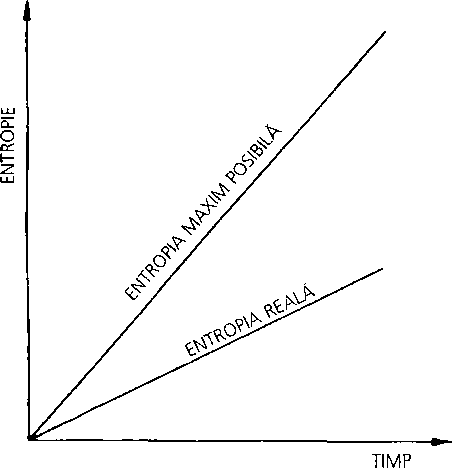 ENTROPIE
ENTROPIA MAXIM POSIBILĂ
ENTROPIA REALĂ
TIMP